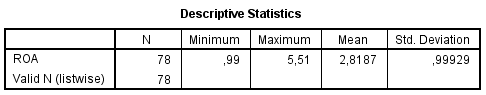 Descriptive Statistics
N Minimum Maximum Mean Std. Deviation
ROA 78 ,99 5,51 2,8187 ,99929
Valid N (listwise) 78